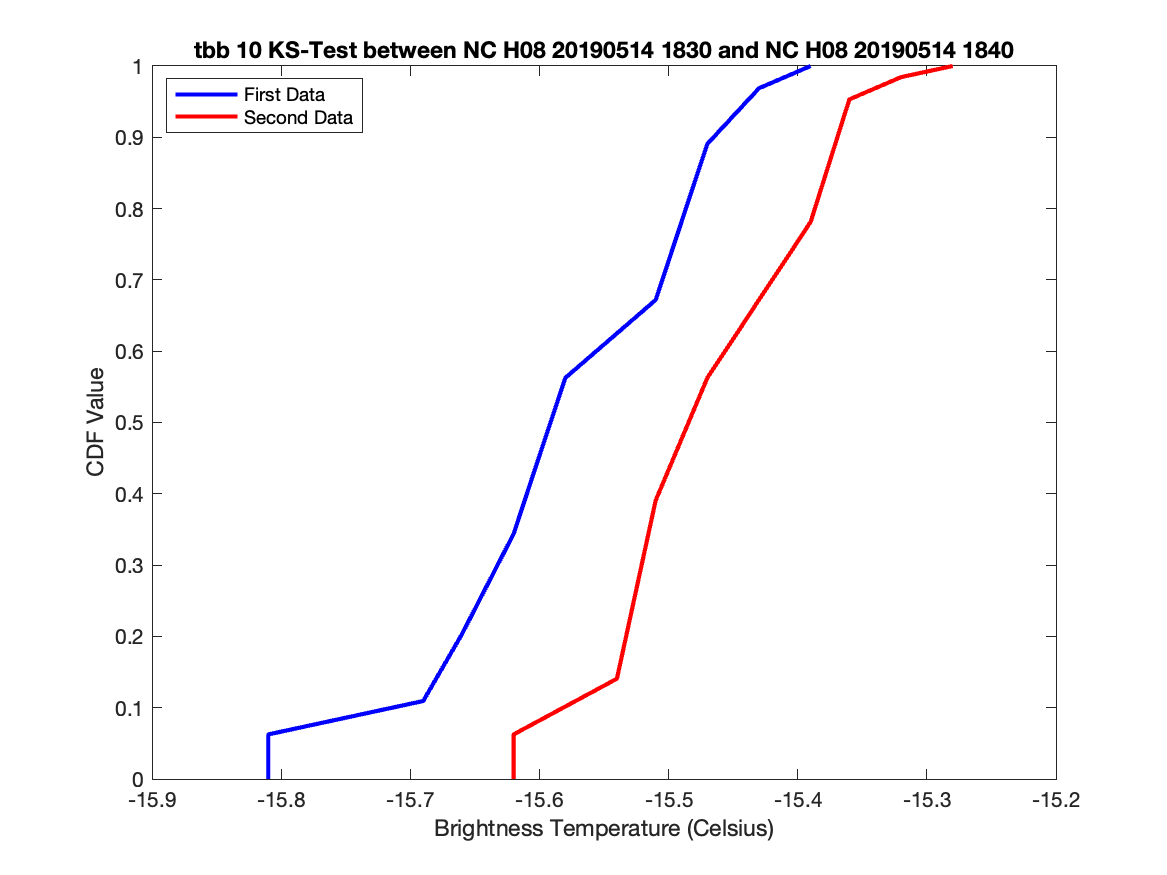 tbb 10 KS-Test between NC H08 20190514 1830 and NC H08 20190514 1840
First Data
Second Data
1
0.9
0.8
0.7
0.6
0.5
0.4
0.3
0.2
0.1
0
CDF Value
-15.9 -15.8 -15.7 -15.6 -15.5 -15.4 -15.3 -15.2
Brightness Temperature (Celsius)